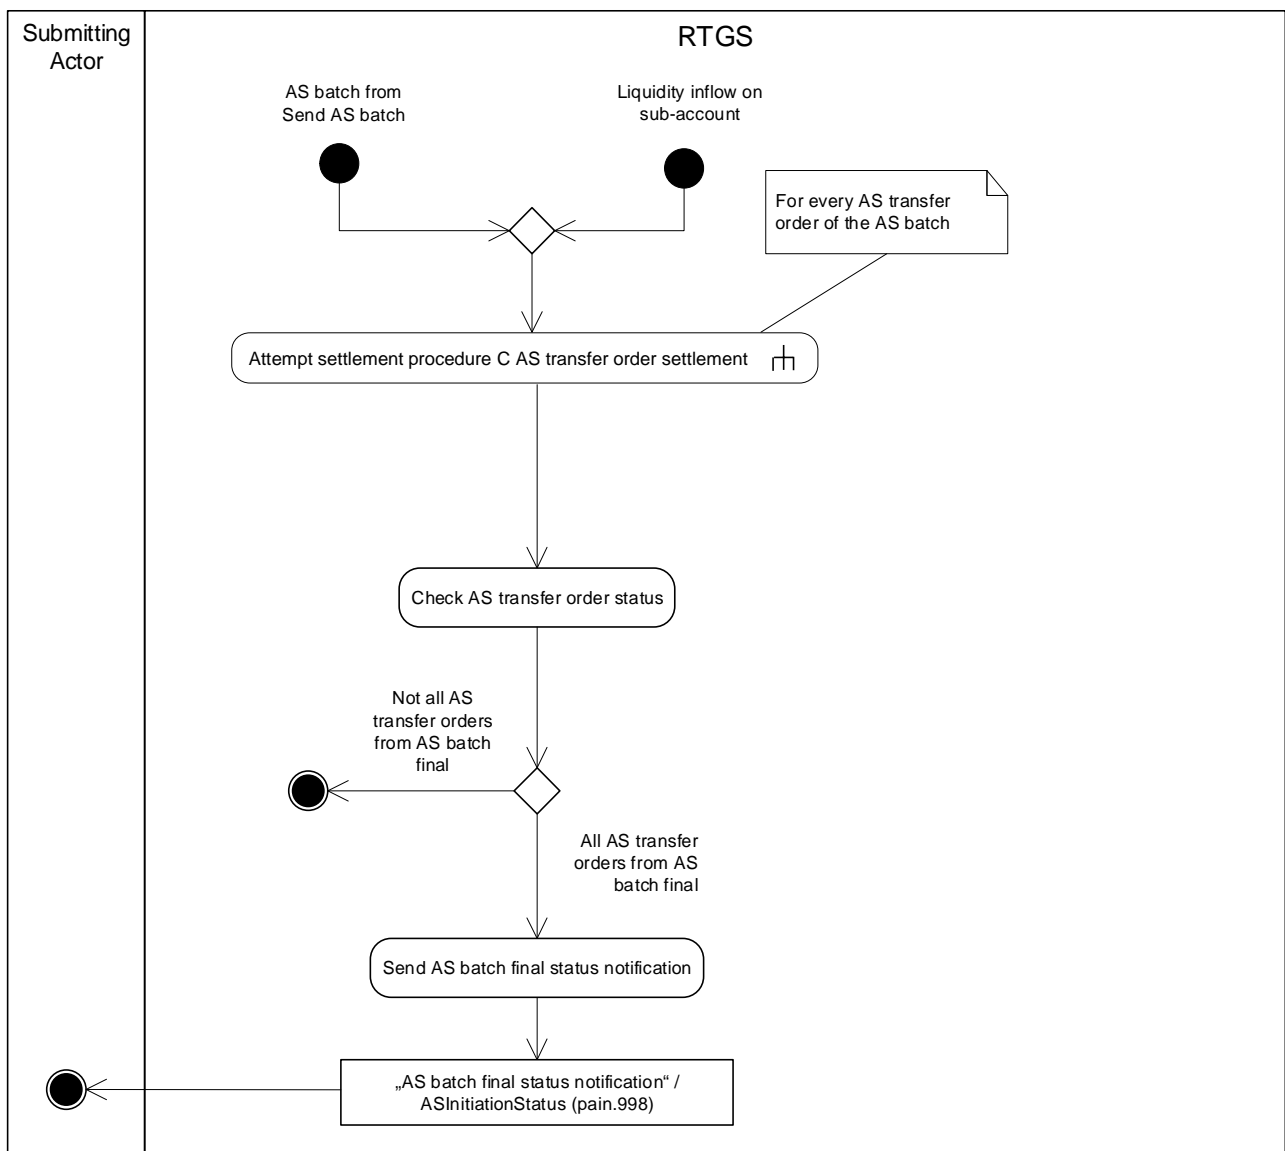 Submitting
Actor
RTGS
AS batch from
Send AS batch
Liquidity inflow on
sub-account
For every AS transfer
order of the AS batch
Attempt settlement procedure C AS transfer order settlement
Check AS transfer order status
Not all AS
transfer orders
from AS batch
final
All AS transfer
orders from AS
batch final
Send AS batch final status notification
„AS batch final status notification“ /
ASInitiationStatus (pain.998)